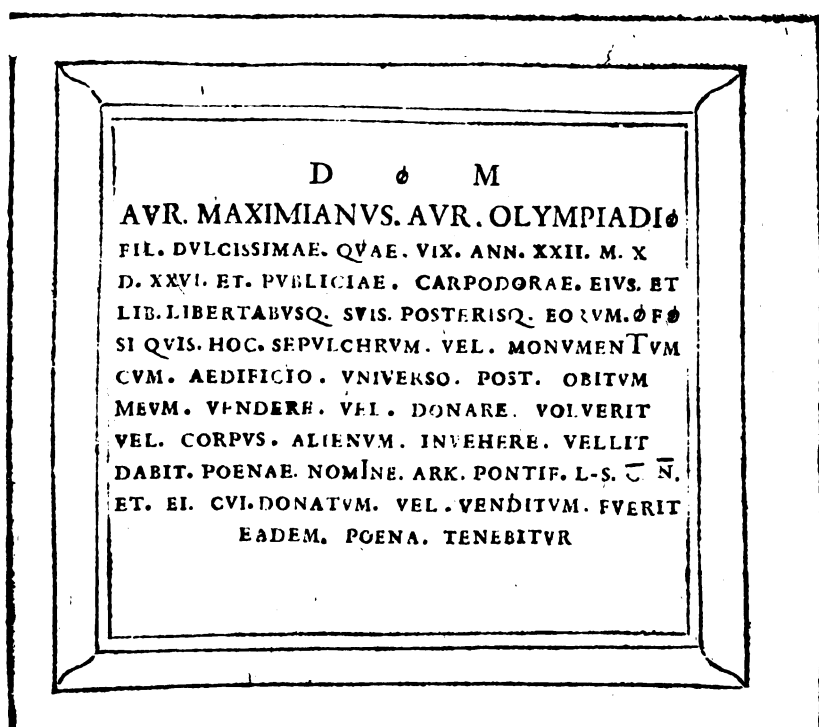 D ø M
AVR. MAXIMIANVS. AVR. OLYMPIADIø
FIL. DVLCISSIMAE. QVAE. VIX. ANN. XXII. M. X
D. XXVI. ET. PVBLICIAE. CARPODORAE. EIVS. ET
LIB. LIBERTABVSQ. SVIS. POSTERISQ. EORVM. øFø
SI QVIS. HOC. SEPVLCHRVM. VEL. MONVMENTVM
CVM. AEDIFICIO. VNIVERSO. POST. OBITVM
MEVM. VENDERE. VEL. DONARE. VOLVERIT
VEL. CORPVS. ALIENVM. INVEHERE. VELLIT
DABIT. POENAE. NOMINE. ARK. PONTIF. L-S. N̅.
ET. EI. CVI. DONATVM. VEL. VENDITVM. FVERIT
EADEM. POENA. TENEBITVR